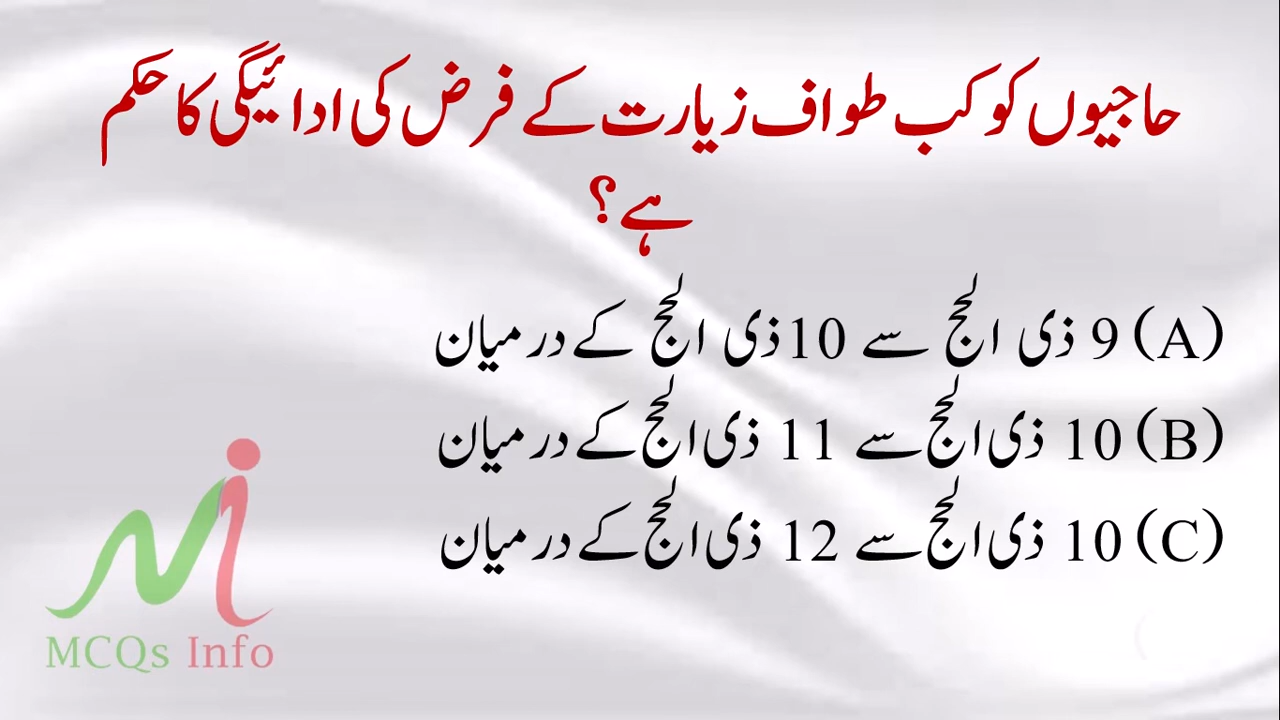 حاجیوں کو کب طواف زیارت کے فرض کی ادائیگی کا حکم
ہے؟
(A) 9 ذی الحج سے 10ذی الحج کے درمیان
(B) 10 ذی الحج سے 11 ذی الحج کے درمیان
(C) 10 ذی الحج سے 12 ذی الحج کے درمیان
MCQs Info